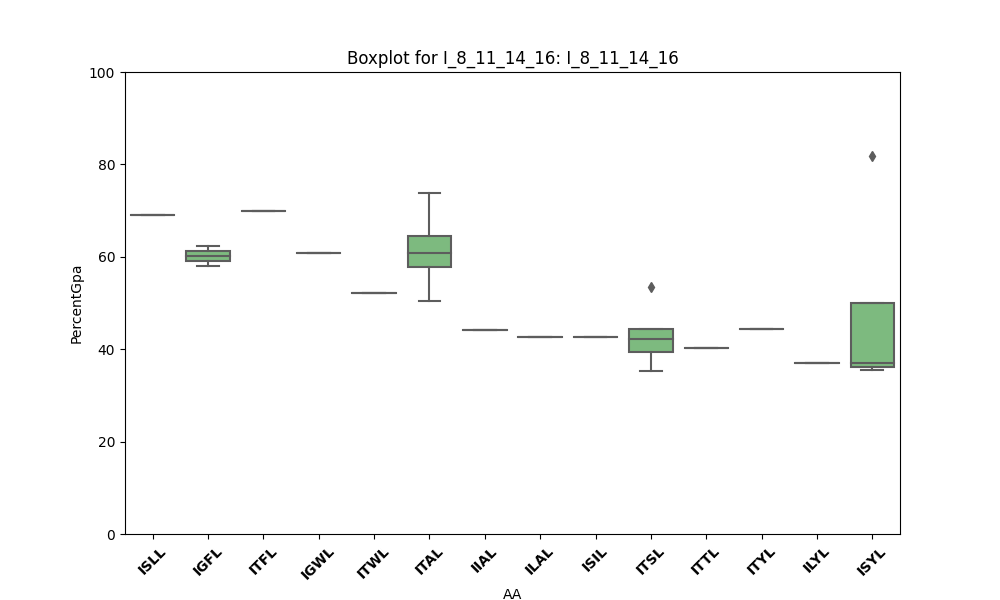 Boxplot for I_8_11_14_16: I_8_11_14_16
100
80
60
40
20
0
PercentGpa
ISLL
IGFL
ITFL
IGWL
ITWL
ITAL
IIAL
ILAL
ISIL
ITSL
ITTL
ITYL
ILYL
ISYL
AA